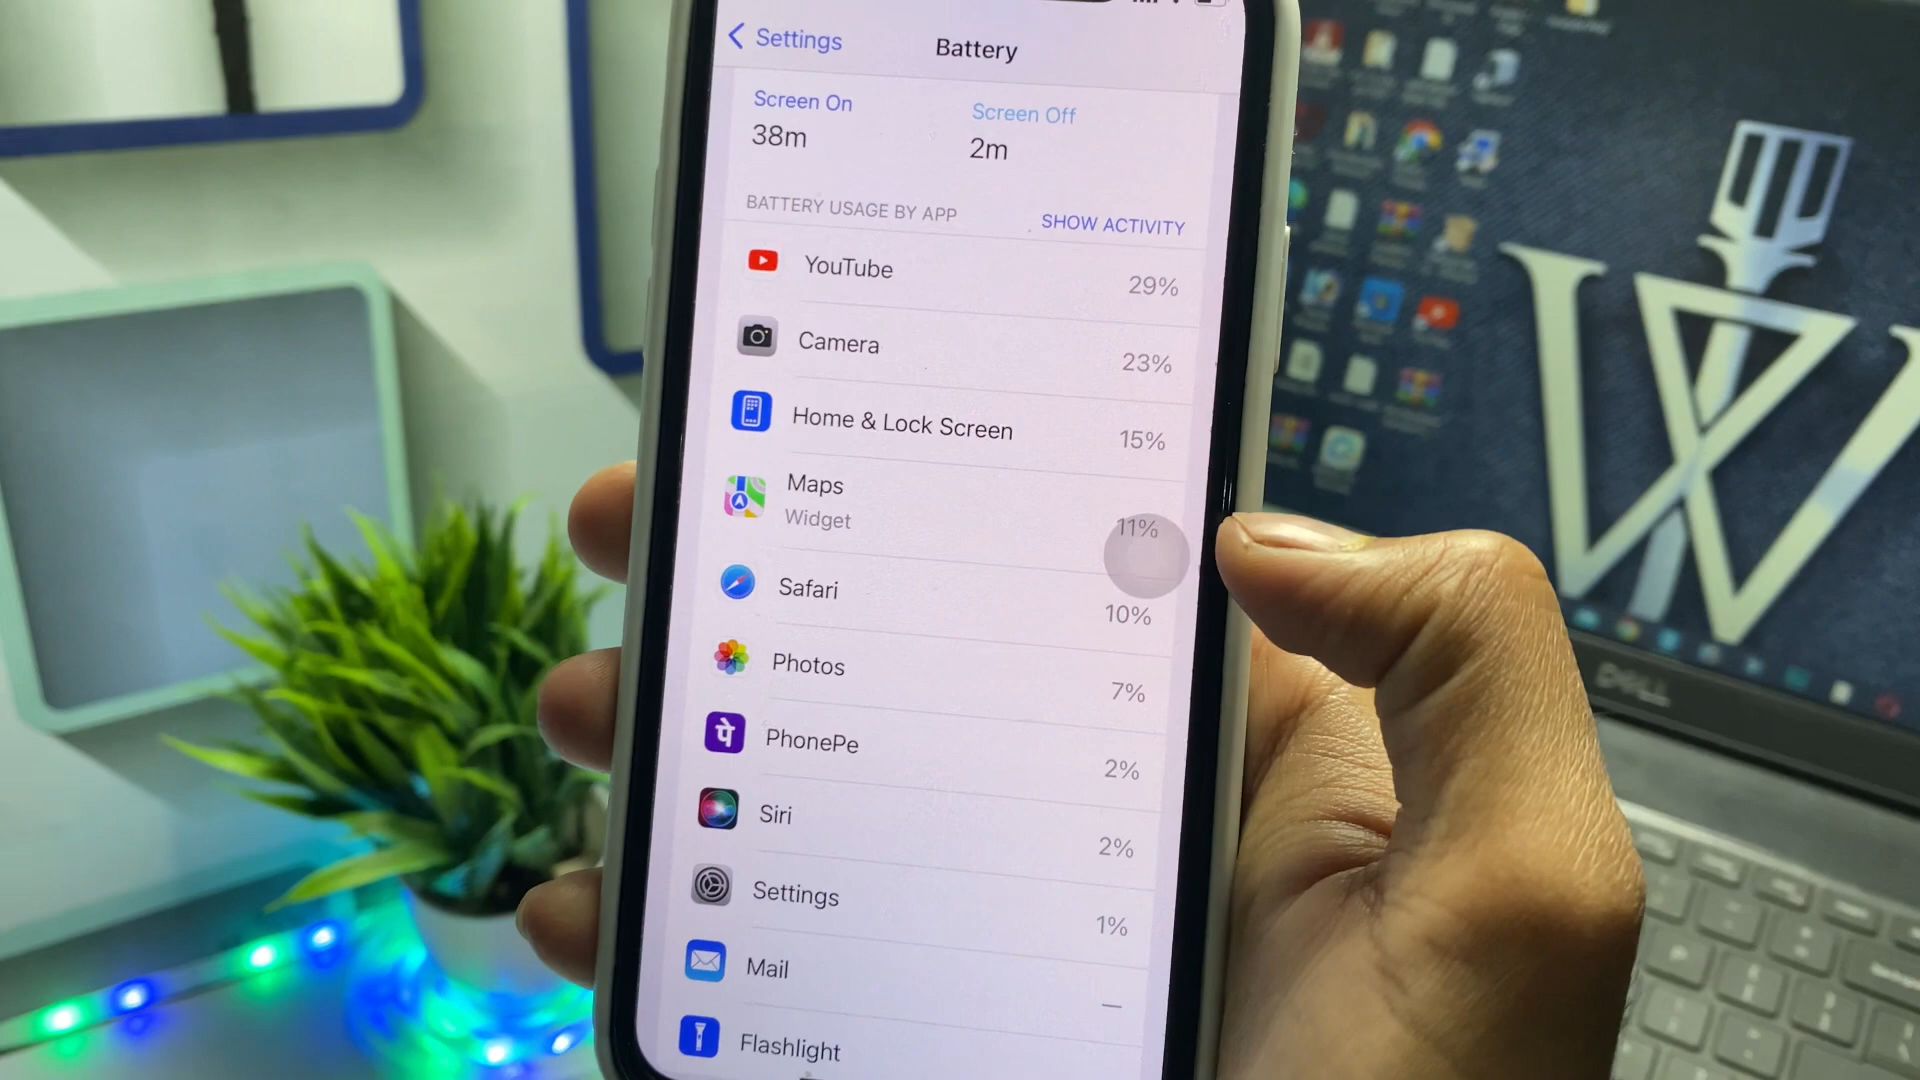 Settings
Battery
Screen On
Screen Off
38m
2m
BATTERY USAGE BY APP
SHOW ACTIVITY
YouTube
29%
Camera
23%
Home & Lock Screen
15%
Maps
Widget
11%
Safari
10%
Photos
7%
पे
PhonePe
2%
Siri
2%
Settings
1%
Mail
—
Flashlight
W
DELL